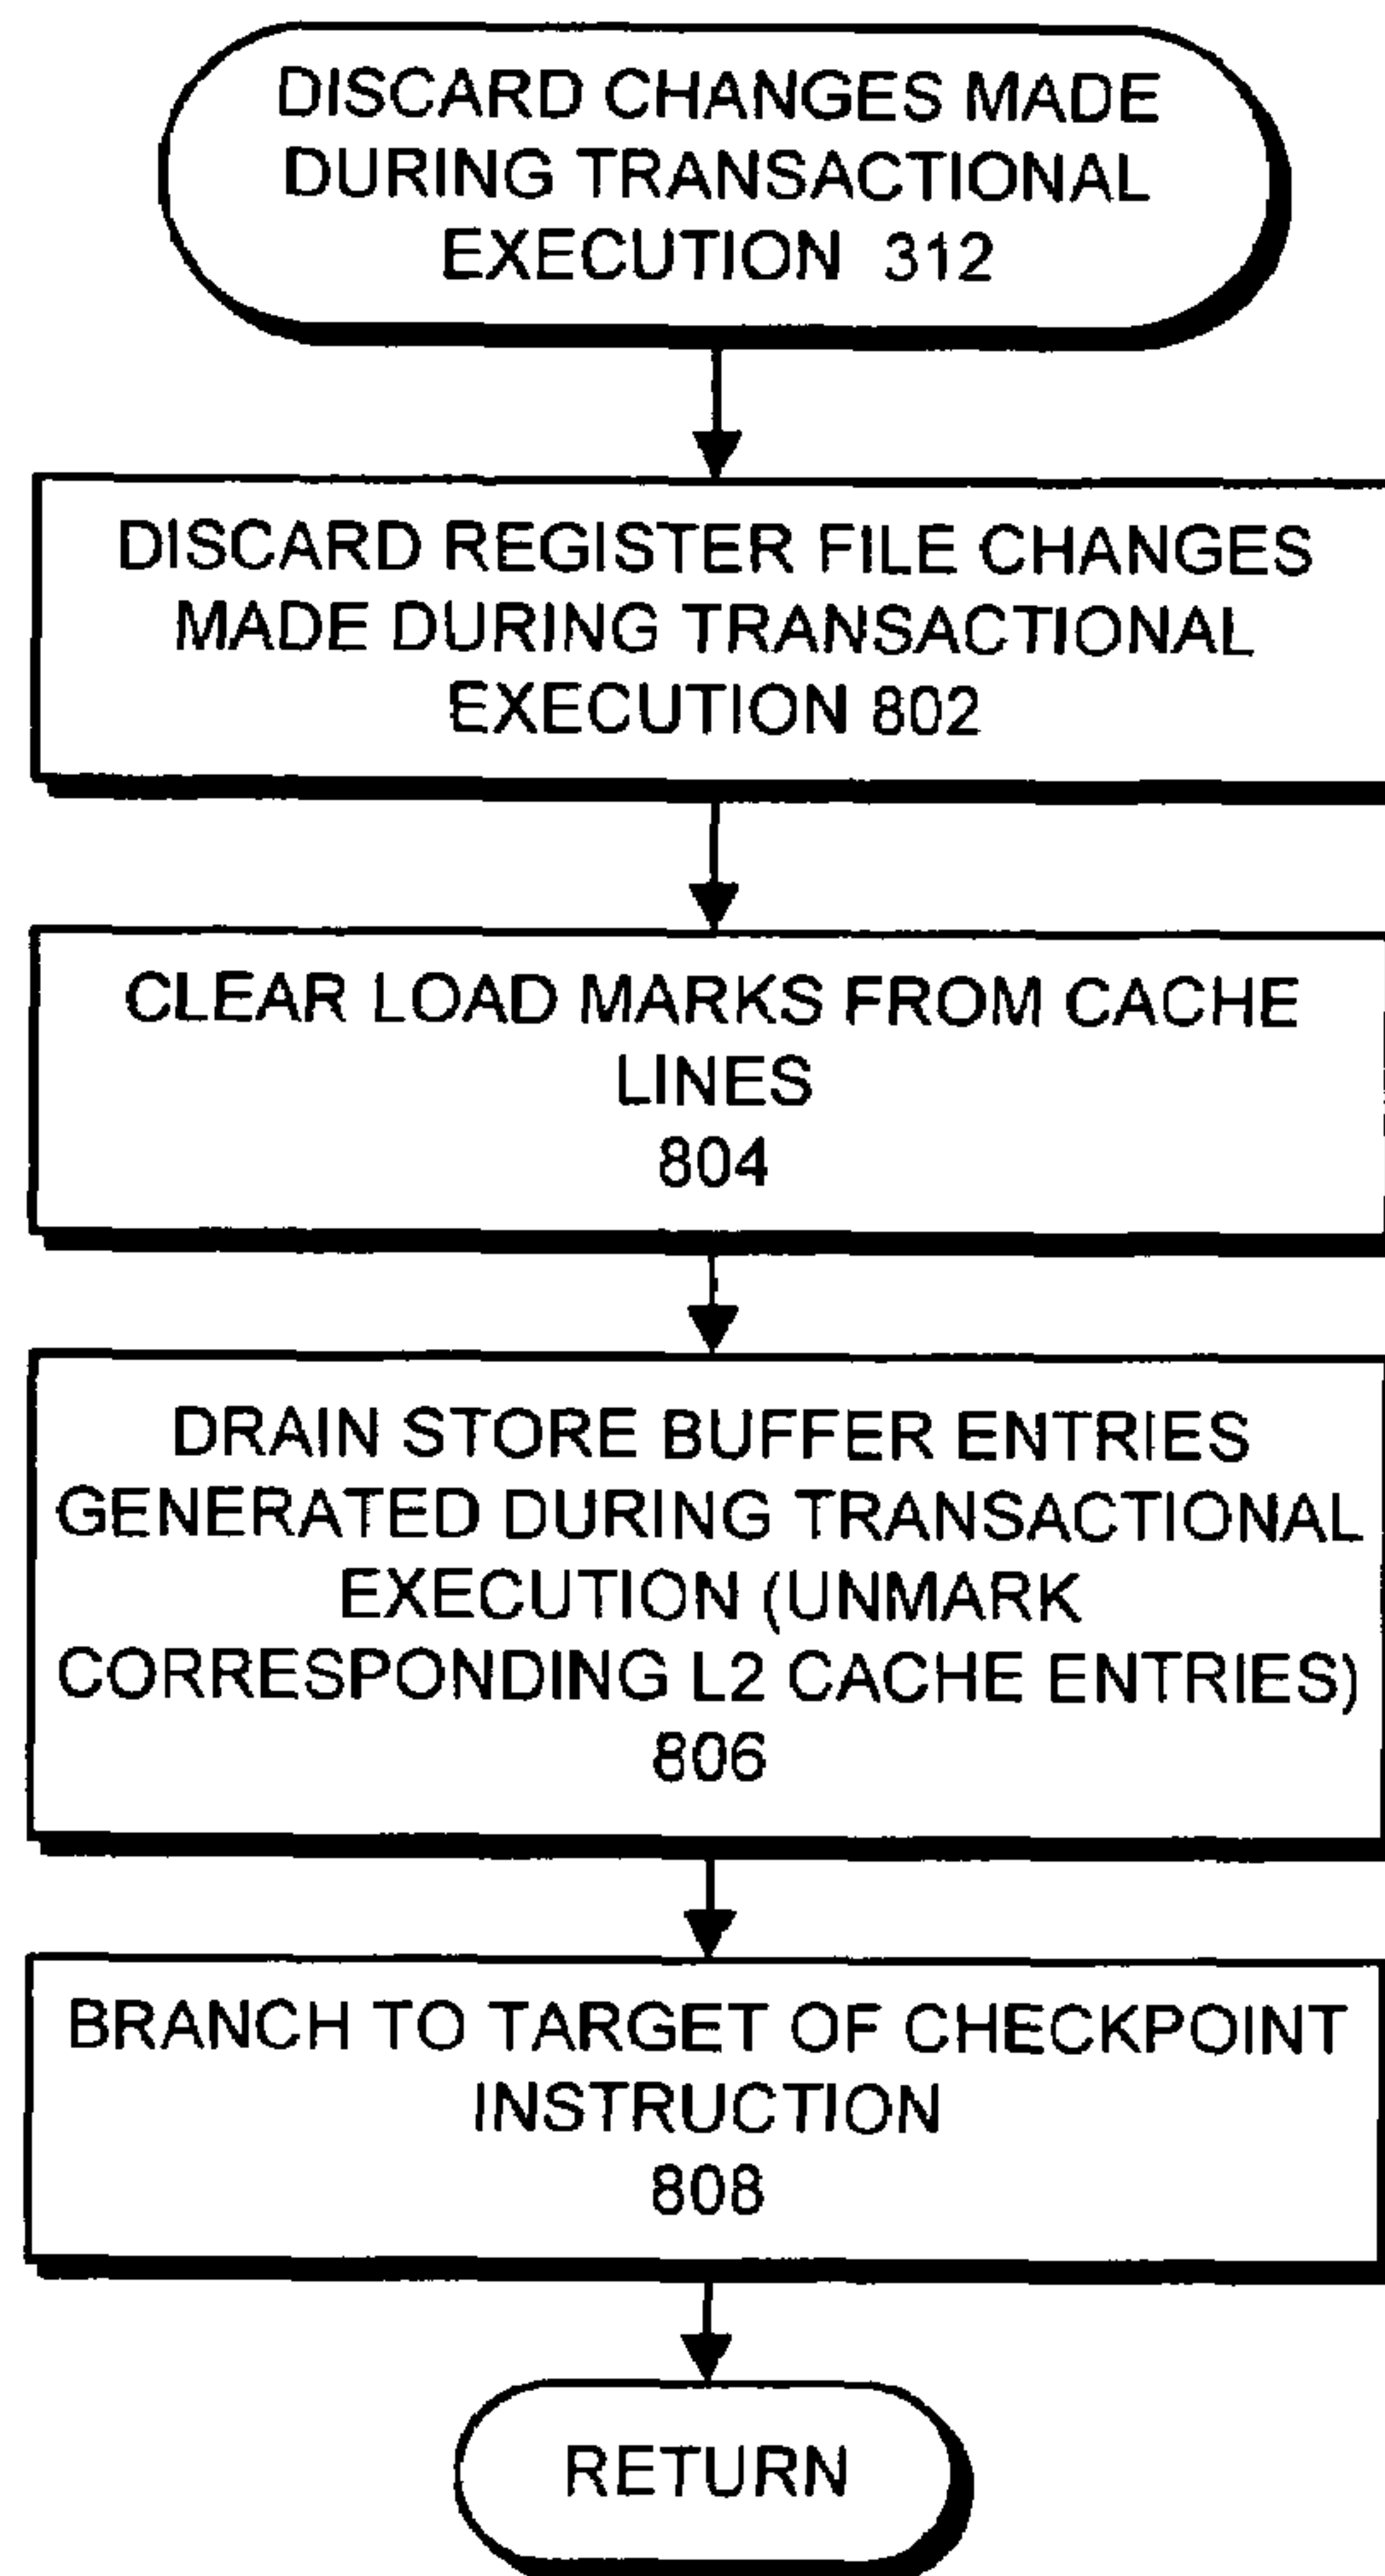 DISCARD CHANGES MADE
DURING TRANSACTIONAL
EXECUTION 312
DISCARD REGISTER FILE CHANGES
MADE DURING TRANSACTIONAL
EXECUTION 802
CLEAR LOAD MARKS FROM CACHE
LINES
804
DRAIN STORE BUFFER ENTRIES
GENERATED DURING TRANSACTIONAL
EXECUTION (UNMARK
CORRESPONDING L2 CACHE ENTRIES)
806
BRANCH TO TARGET OF CHECKPOINT
INSTRUCTION
808
RETURN